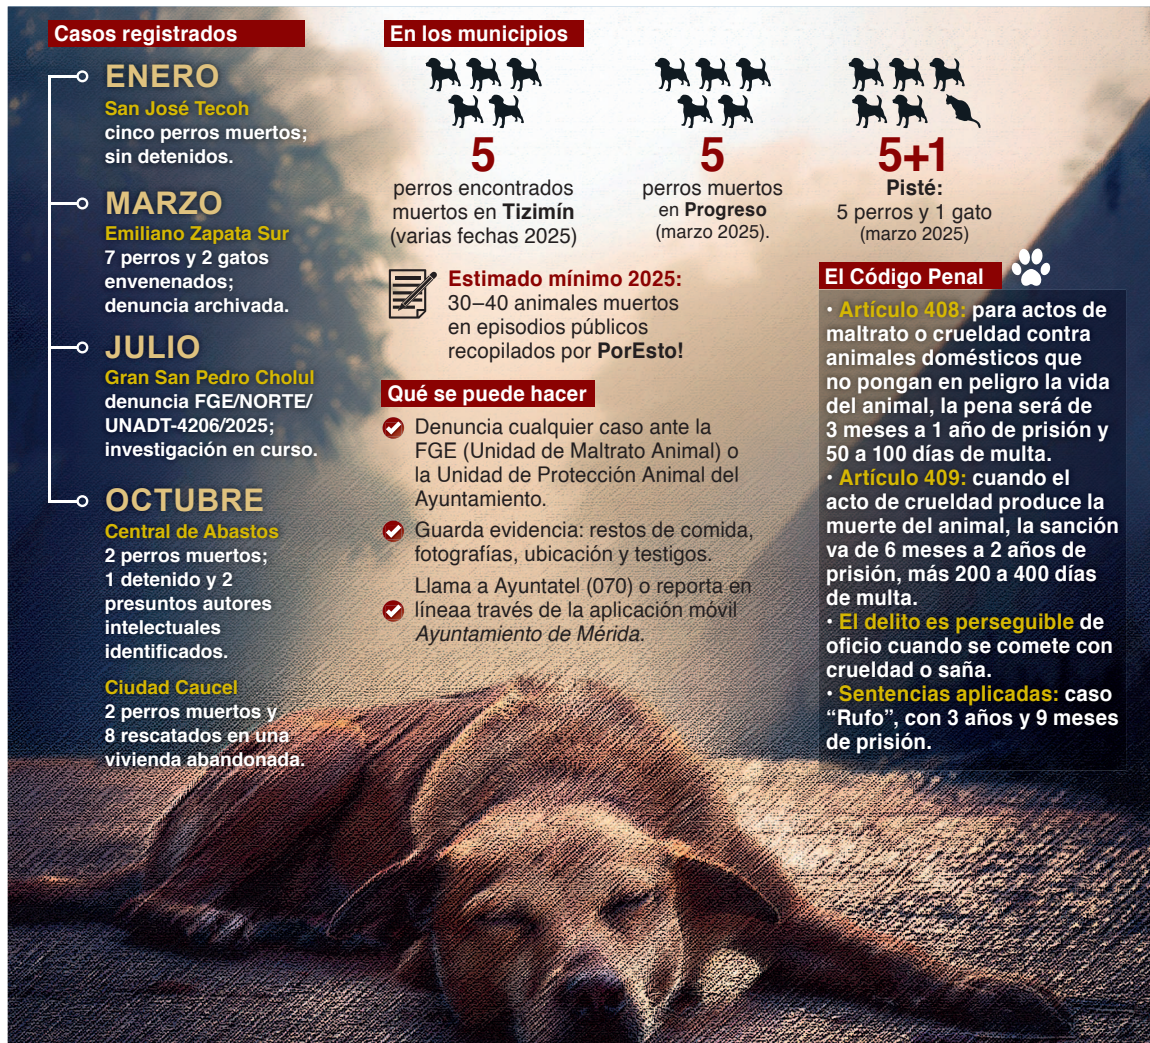 Casos registrados
ENERO
San José Tecoh
cinco perros muertos;
sin detenidos.
MARZO
Emiliano Zapata Sur
7 perros y 2 gatos
envenenados;
denuncia archivada.
JULIO
Gran San Pedro Cholul
denuncia FGE/NORTE/
UNADT-4206/2025;
investigación en curso.
OCTUBRE
Central de Abastos
2 perros muertos;
1 detenido y 2
presuntos autores
intelectuales
identificados.
Ciudad Caucel
2 perros muertos y
8 rescatados en una
vivienda abandonada.
En los municipios
5
perros encontrados
muertos en Tizimín
(varias fechas 2025)
5
perros muertos
en Progreso
(marzo 2025).
5+1
Pisté:
5 perros y 1 gato
(marzo 2025)
Estimado mínimo 2025:
30–40 animales muertos
en episodios públicos
recopilados por PorEsto!
Qué se puede hacer
Denuncia cualquier caso ante la
FGE (Unidad de Maltrato Animal) o
la Unidad de Protección Animal del
Ayuntamiento.
Guarda evidencia: restos de comida,
fotografías, ubicación y testigos.
Llama a Ayuntatel (070) o reporta en
líneaa través de la aplicación móvil
Ayuntamiento de Mérida.
El Código Penal
• Artículo 408: para actos de
maltrato o crueldad contra
animales domésticos que
no pongan en peligro la vida
del animal, la pena será de
3 meses a 1 año de prisión y
50 a 100 días de multa.
• Artículo 409: cuando el
acto de crueldad produce la
muerte del animal, la sanción
va de 6 meses a 2 años de
prisión, más 200 a 400 días
de multa.
• El delito es perseguible de
oficio cuando se comete con
crueldad o saña.
• Sentencias aplicadas: caso
“Rufo”, con 3 años y 9 meses
de prisión.